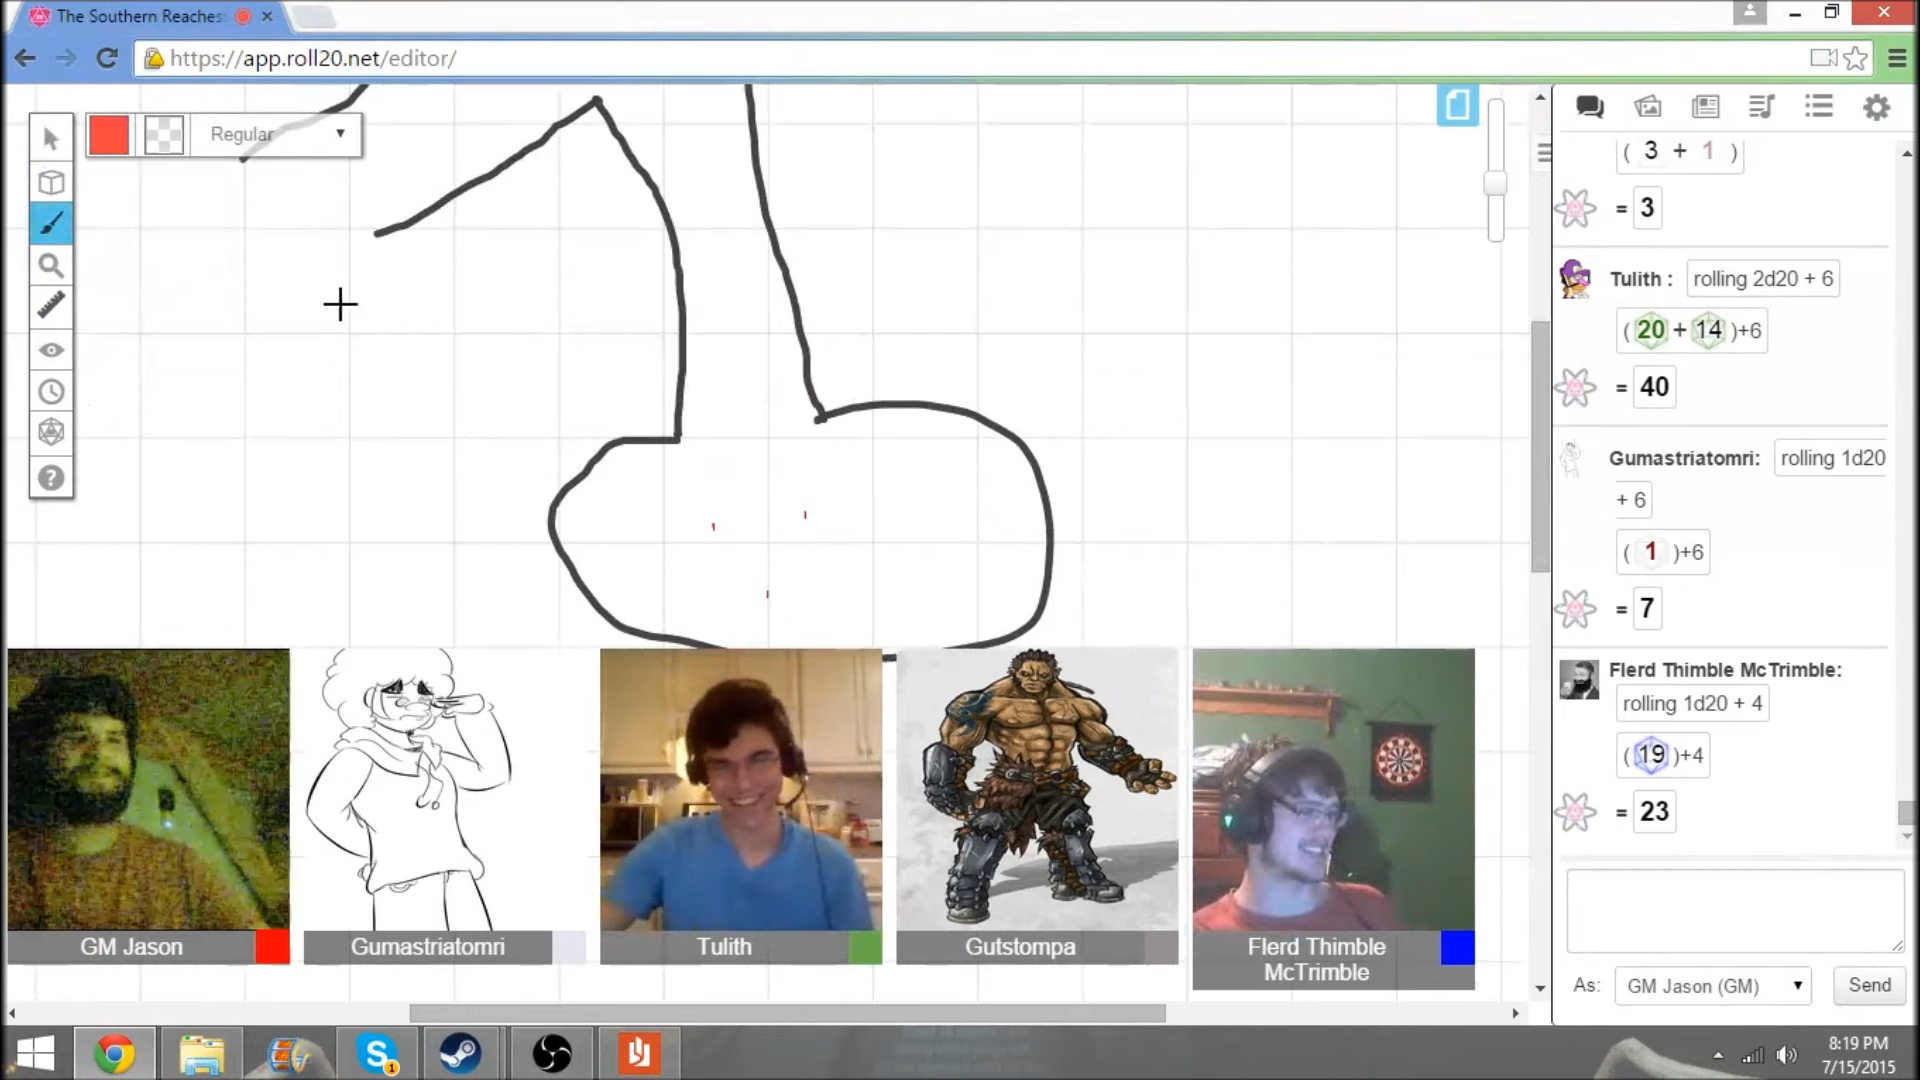 The Southern Reaches
https://app.roll20.net/editor/
Regular
( 3 + 1 )
= 3
Tulith : rolling 2d20 + 6
( 20 + 14 )+6
= 40
Gumastriatomri: rolling 1d20
+ 6
( 1 )+6
= 7
Flerd Thimble McTrimble:
rolling 1d20 + 4
( 19 )+4
= 23
GM Jason
Gumastriatomri
Tulith
Gutstompa
Flerd Thimble
McTrimble
As: GM Jason (GM) Send
8:19 PM
7/15/2015